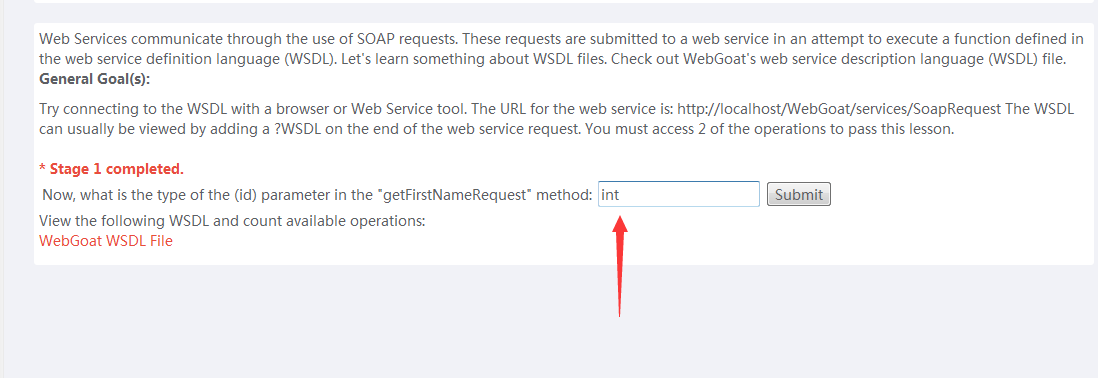 Web Services communicate through the use of SOAP requests. These requests are submitted to a web service in an attempt to execute a function defined in
the web service definition language (WSDL). Let's learn something about WSDL files. Check out WebGoat's web service description language (WSDL) file.
General Goal(s):
Try connecting to the WSDL with a browser or Web Service tool. The URL for the web service is: http://localhost/WebGoat/services/SoapRequest The WSDL
can usually be viewed by adding a ?WSDL on the end of the web service request. You must access 2 of the operations to pass this lesson.
* Stage 1 completed.
Now, what is the type of the (id) parameter in the "getFirstNameRequest" method: int Submit
View the following WSDL and count available operations:
WebGoat WSDL File